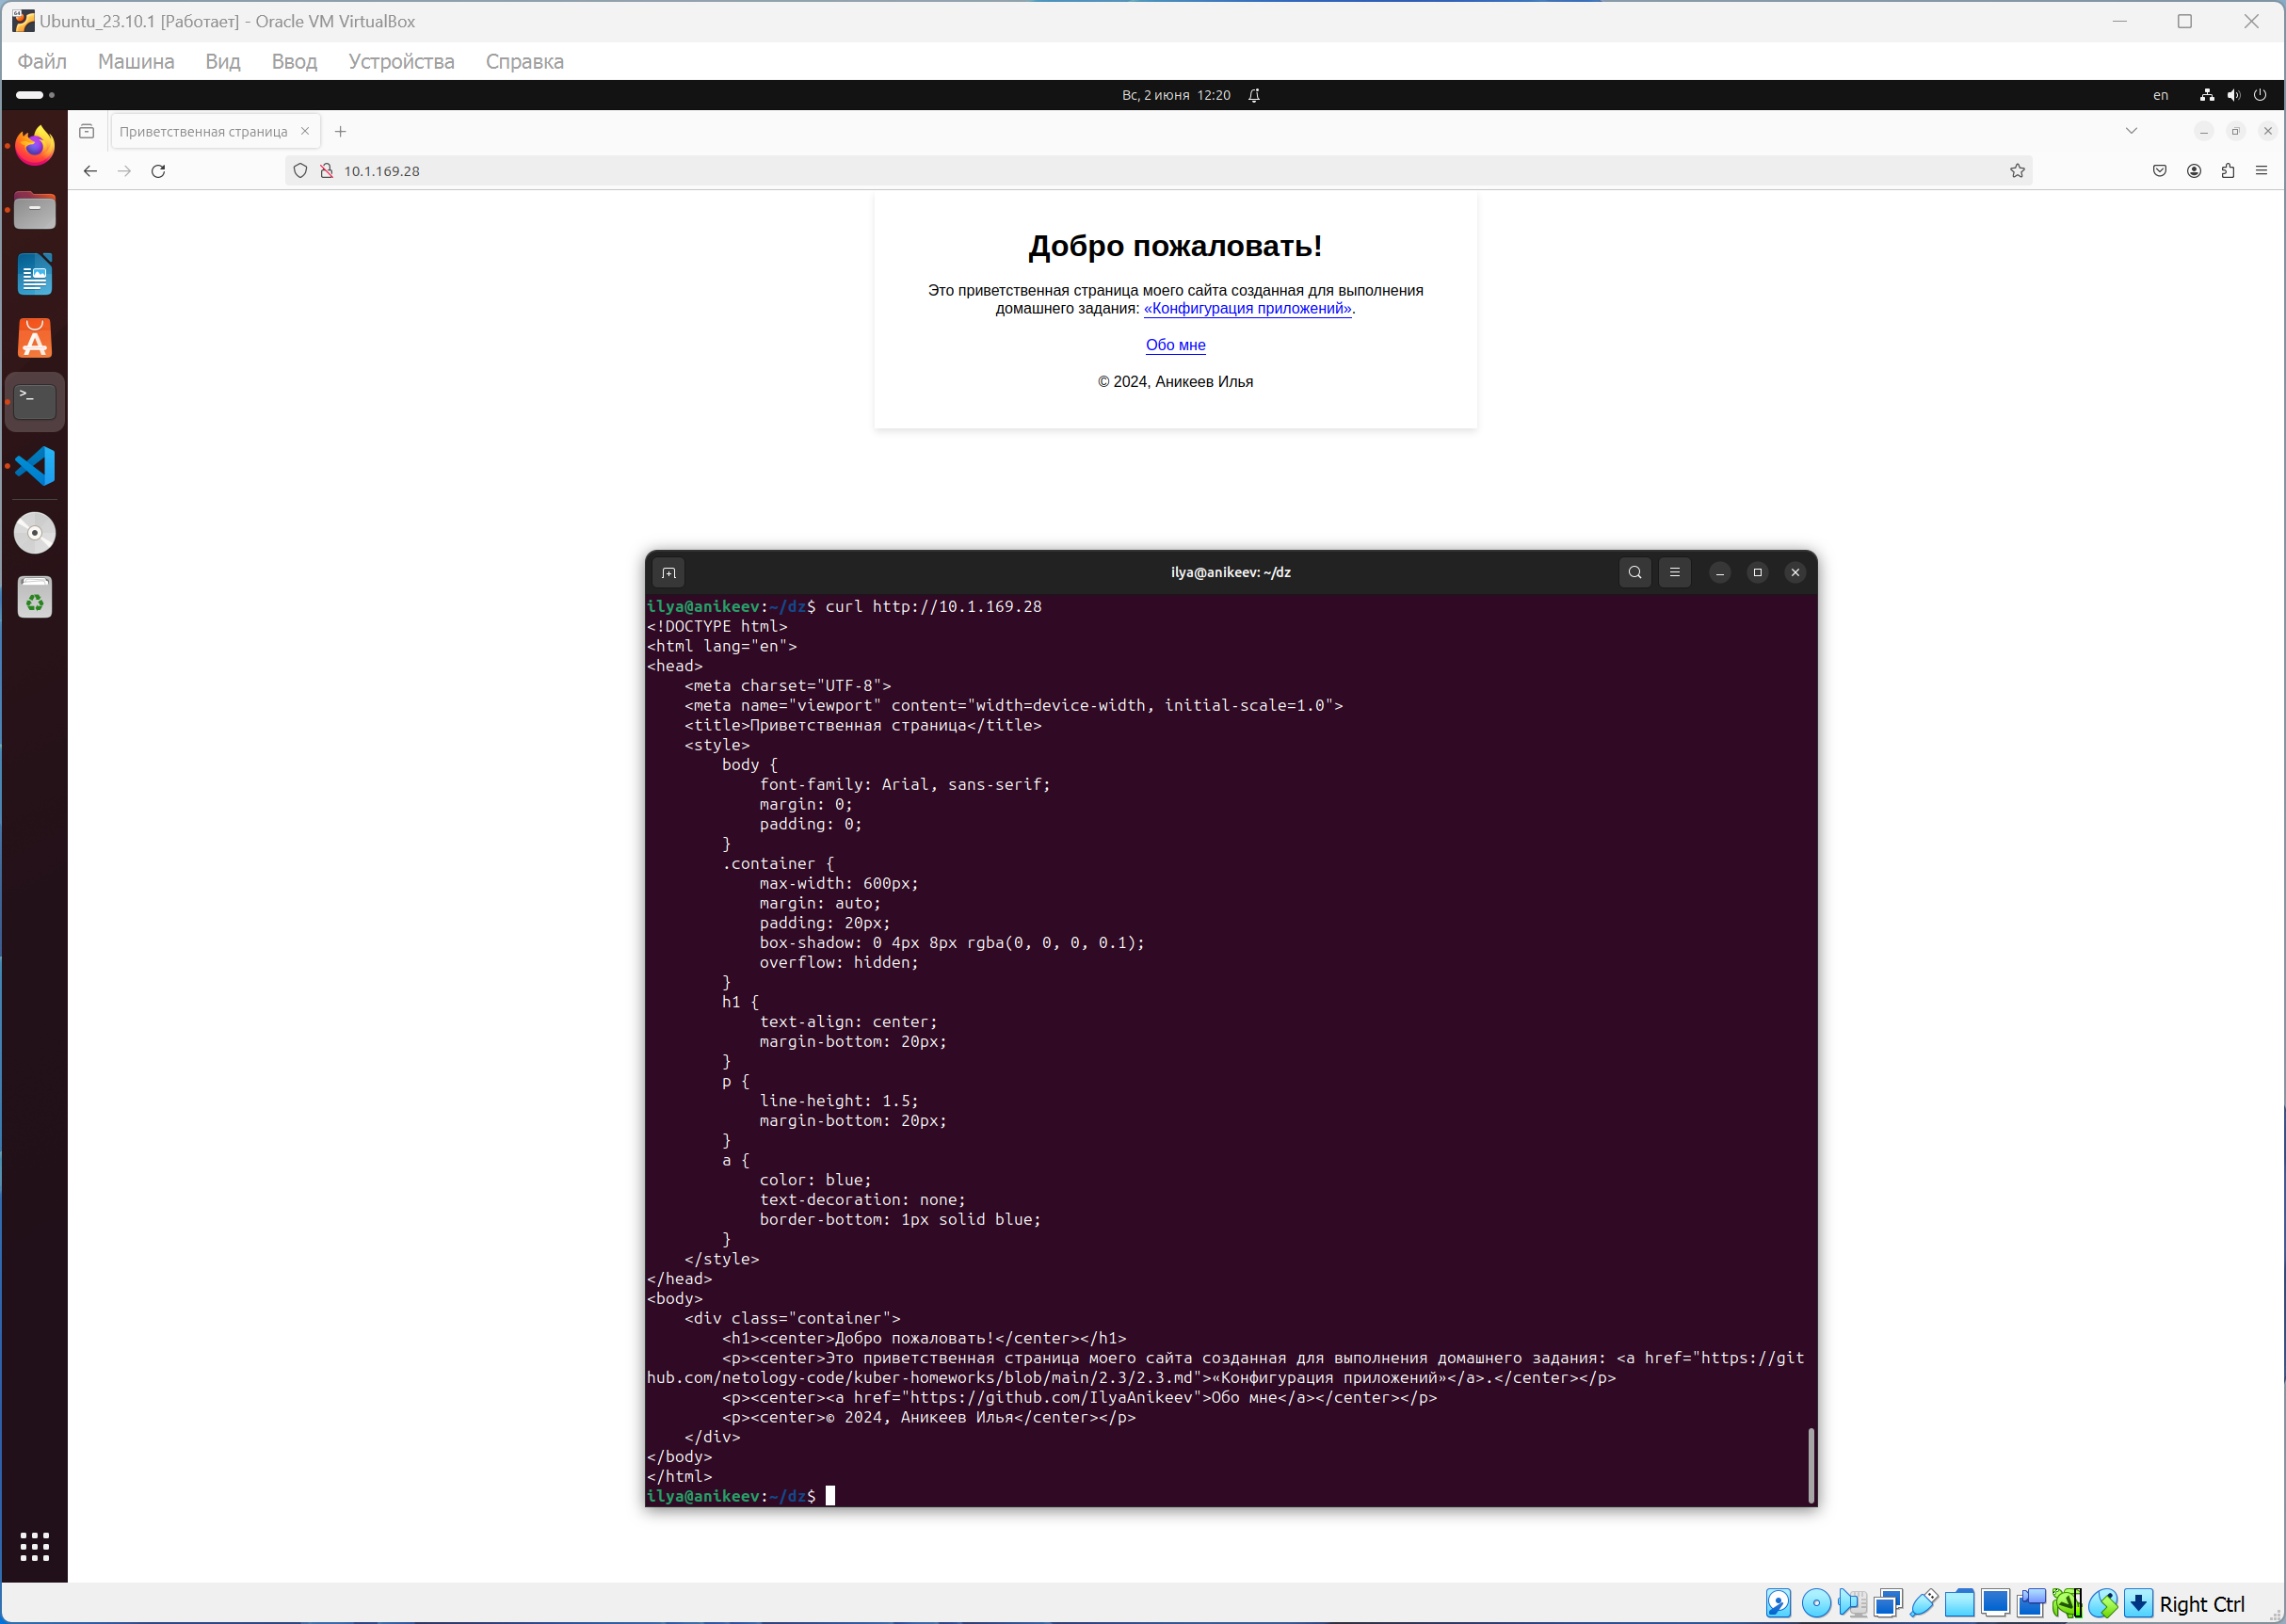 Ubuntu_23.10.1 [Работает] - Oracle VM VirtualBox
Файл Машина Вид Ввод Устройства Справка
Вс, 2 июня 12:20
en
Приветственная страница
10.1.169.28
Добро пожаловать!
Это приветственная страница моего сайта созданная для выполнения
домашнего задания: «Конфигурация приложений».
Обо мне
© 2024, Аникеев Илья
ilya@anikeev: ~/dz
ilya@anikeev:~/dz$ curl http://10.1.169.28
<!DOCTYPE html>
<html lang="en">
<head>
    <meta charset="UTF-8">
    <meta name="viewport" content="width=device-width, initial-scale=1.0">
    <title>Приветственная страница</title>
    <style>
        body {
            font-family: Arial, sans-serif;
            margin: 0;
            padding: 0;
        }
        .container {
            max-width: 600px;
            margin: auto;
            padding: 20px;
            box-shadow: 0 4px 8px rgba(0, 0, 0, 0.1);
            overflow: hidden;
        }
        h1 {
            text-align: center;
            margin-bottom: 20px;
        }
        p {
            line-height: 1.5;
            margin-bottom: 20px;
        }
        a {
            color: blue;
            text-decoration: none;
            border-bottom: 1px solid blue;
        }
    </style>
</head>
<body>
    <div class="container">
        <h1><center>Добро пожаловать!</center></h1>
        <p><center>Это приветственная страница моего сайта созданная для выполнения домашнего задания: <a href="https://git
hub.com/netology-code/kuber-homeworks/blob/main/2.3/2.3.md">«Конфигурация приложений»</a>.</center></p>
        <p><center><a href="https://github.com/IlyaAnikeev">Обо мне</a></center></p>
        <p><center>© 2024, Аникеев Илья</center></p>
    </div>
</body>
</html>
ilya@anikeev:~/dz$
Right Ctrl